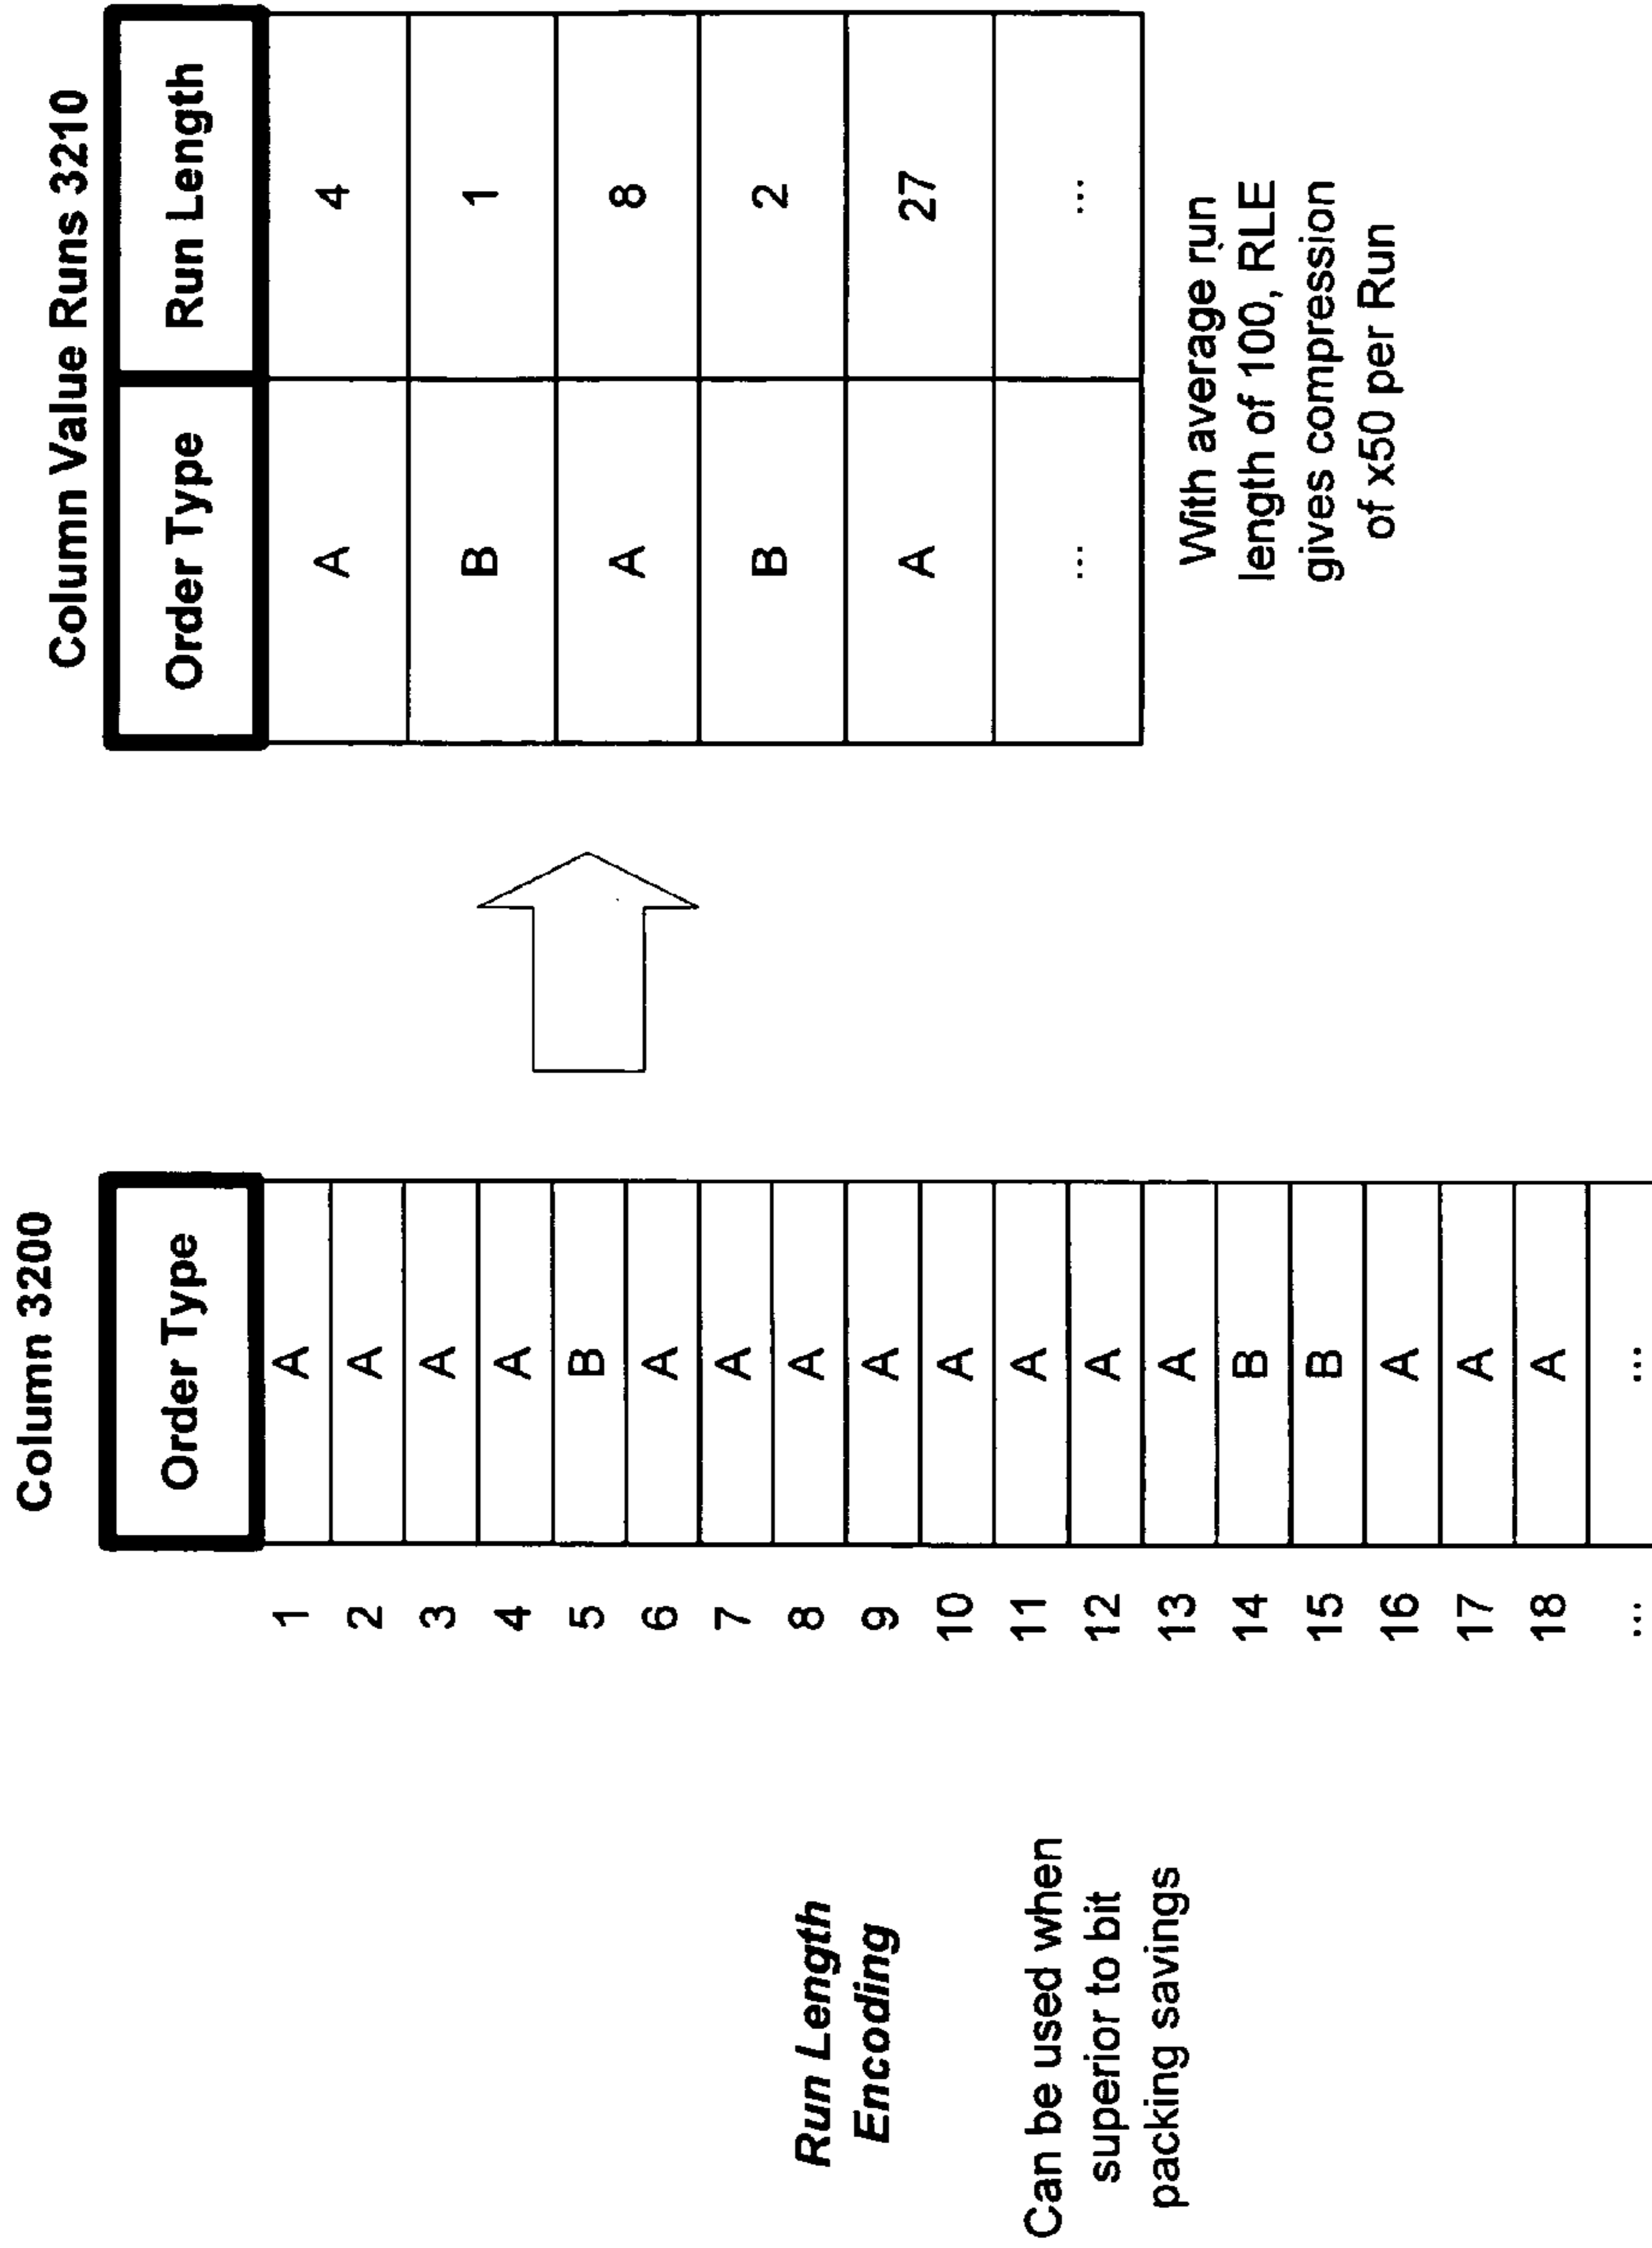 Run Length
Encoding
Can be used when
superior to bit
packing savings
Column 3200
Order Type
1 A
2 A
3 A
4 A
5 B
6 A
7 A
8 A
9 A
10 A
11 A
12 A
13 A
14 B
15 B
16 A
17 A
18 A
... ...
Column Value Runs 3210
Order Type Run Length
A 4
B 1
A 8
B 2
A 27
... ...
With average run
length of 100, RLE
gives compression
of x50 per Run